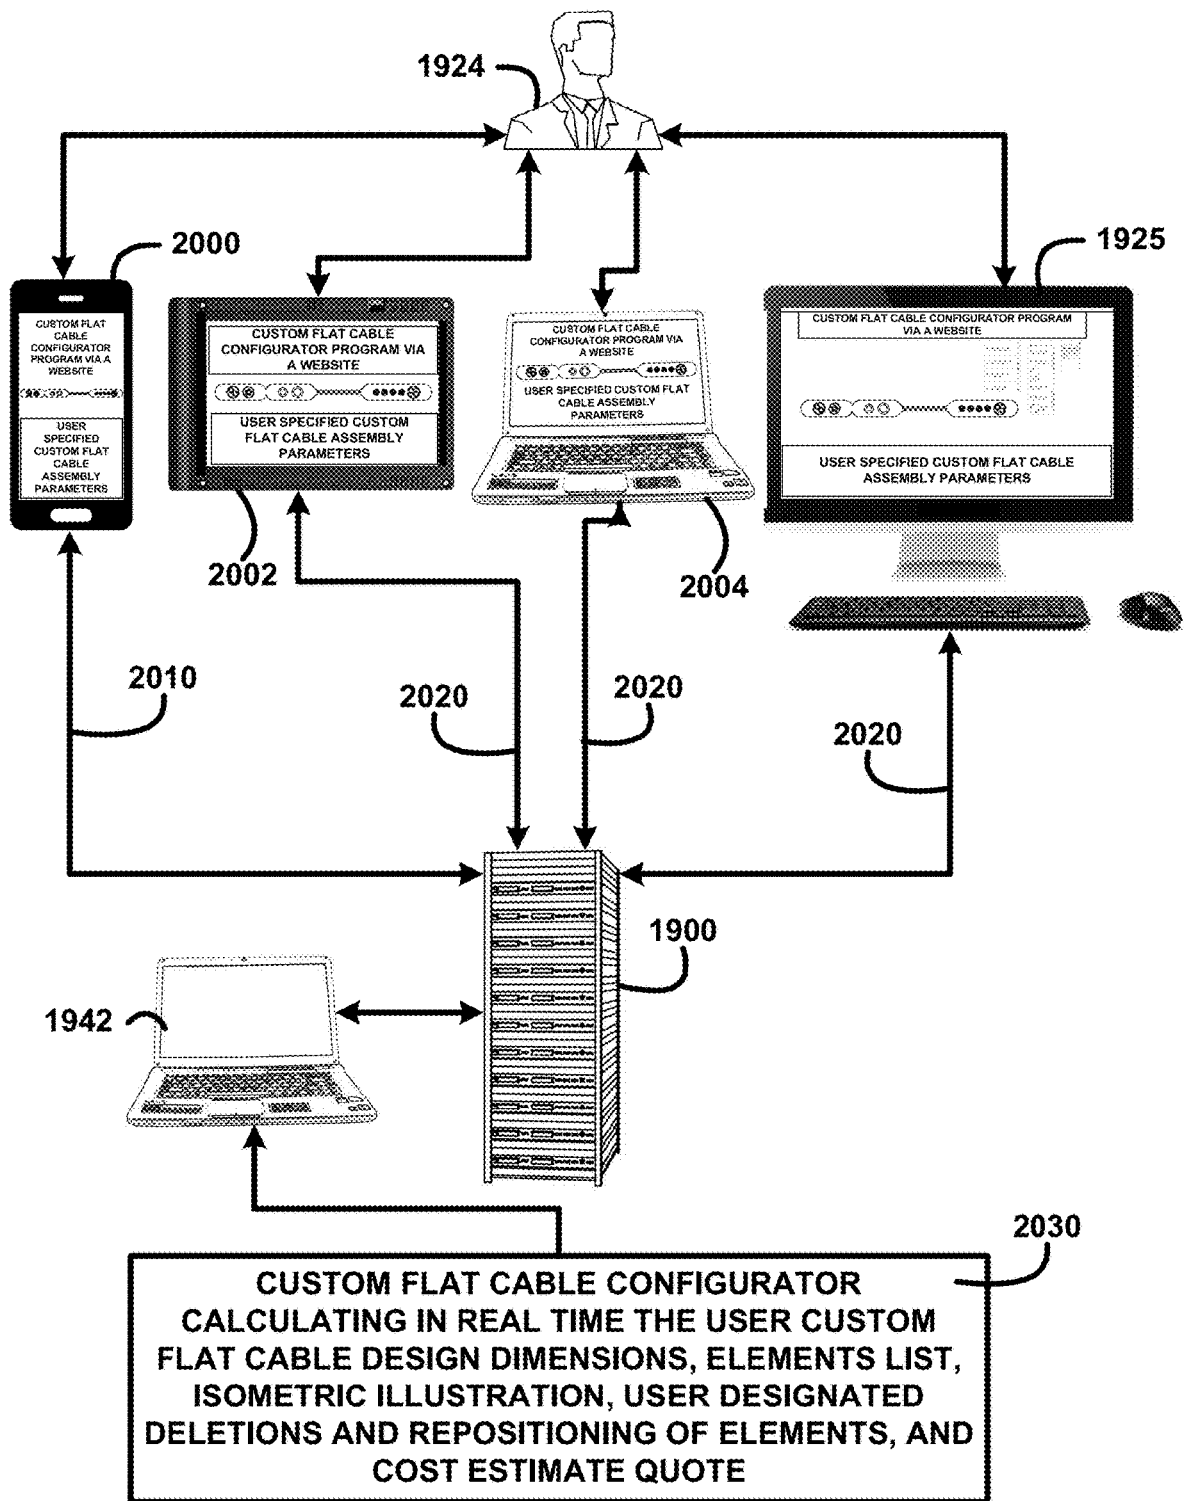 1924
2000
1925
CUSTOM FLAT
CABLE
CONFIGURATOR
PROGRAM VIA A
WEBSITE
USER
SPECIFIED
CUSTOM FLAT
CABLE
ASSEMBLY
PARAMETERS
CUSTOM FLAT CABLE
CONFIGURATOR PROGRAM VIA
A WEBSITE
USER SPECIFIED CUSTOM
FLAT CABLE ASSEMBLY
PARAMETERS
CUSTOM FLAT CABLE
CONFIGURATOR PROGRAM VIA
A WEBSITE
USER SPECIFIED CUSTOM FLAT
CABLE ASSEMBLY
PARAMETERS
CUSTOM FLAT CABLE CONFIGURATOR PROGRAM
VIA A WEBSITE
USER SPECIFIED CUSTOM FLAT CABLE
ASSEMBLY PARAMETERS
2002
2004
2010
2020
2020
2020
1900
1942
2030
CUSTOM FLAT CABLE CONFIGURATOR
CALCULATING IN REAL TIME THE USER CUSTOM
FLAT CABLE DESIGN DIMENSIONS, ELEMENTS LIST,
ISOMETRIC ILLUSTRATION, USER DESIGNATED
DELETIONS AND REPOSITIONING OF ELEMENTS, AND
COST ESTIMATE QUOTE